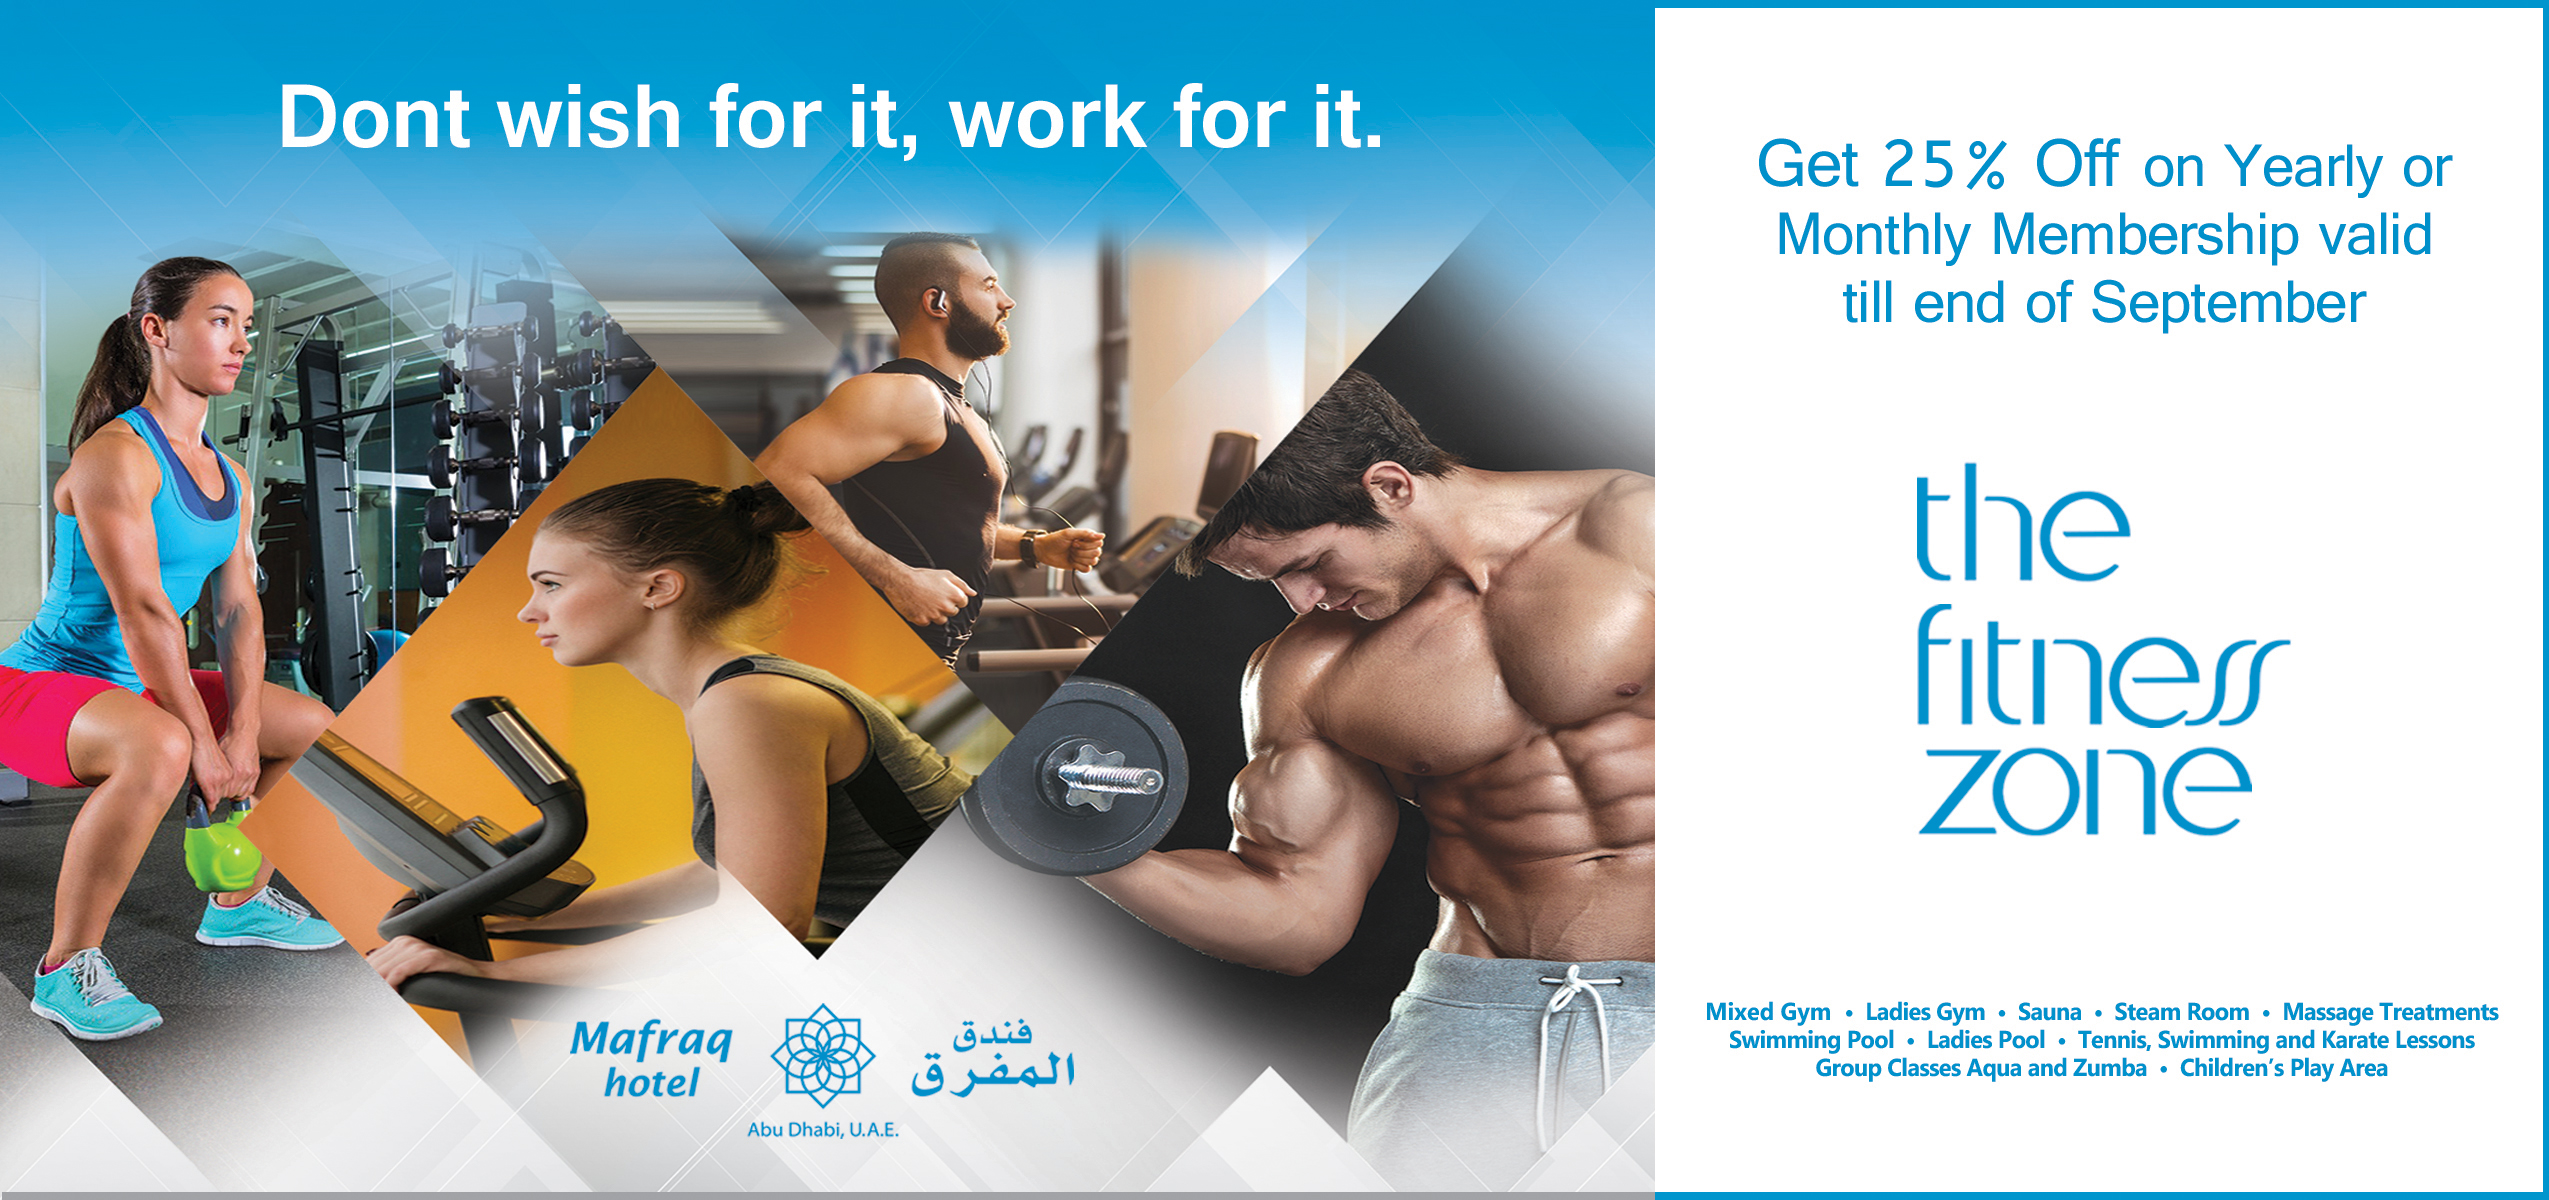 Dont wish for it, work for it.
Get 25% Off on Yearly or
Monthly Membership valid
till end of September
the
fitness
zone
Mixed Gym • Ladies Gym • Sauna • Steam Room • Massage Treatments
Swimming Pool • Ladies Pool • Tennis, Swimming and Karate Lessons
Group Classes Aqua and Zumba • Children's Play Area
Mafraq
hotel
فندق
المفرق
Abu Dhabi, U.A.E.